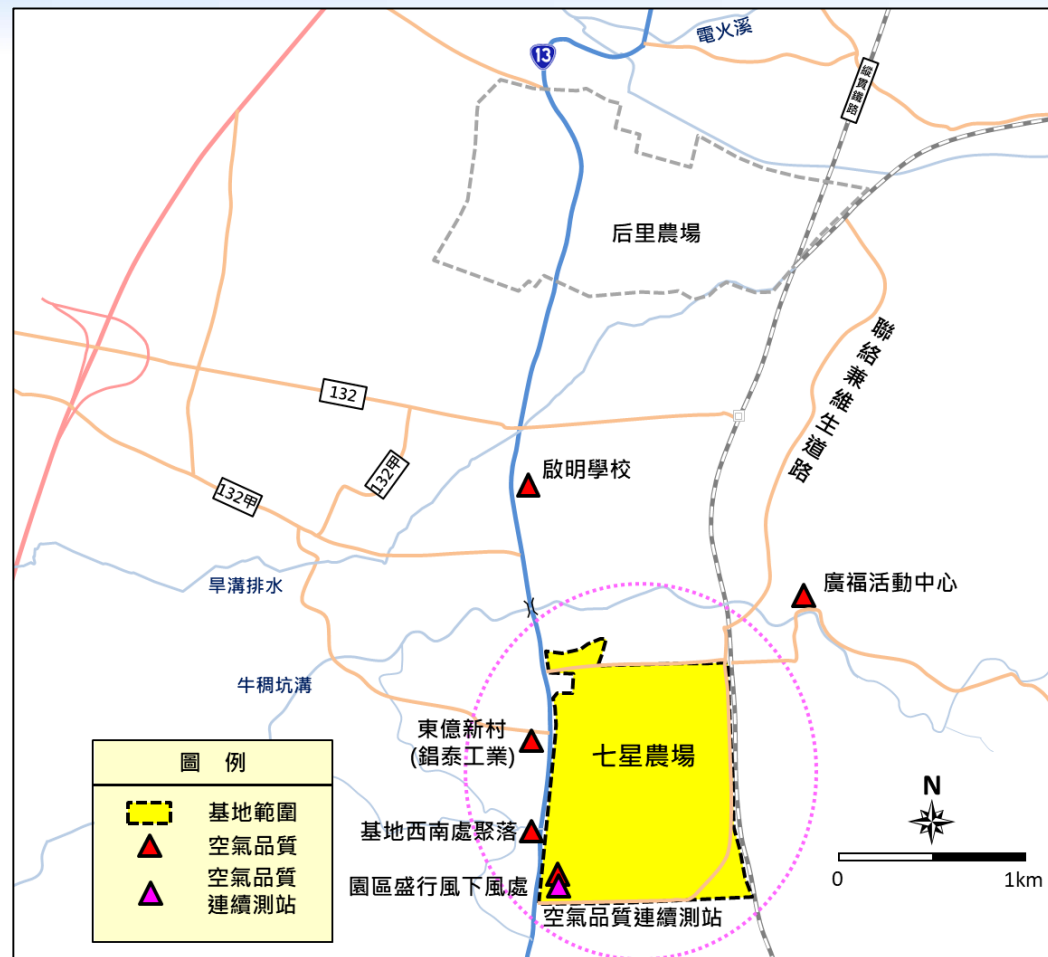 電火溪
13
縱貫鐵路
后里農場
聯絡兼維生道路
132
132甲
132甲
啟明學校
旱溝排水
廣福活動中心
牛稠坑溝
東億新村
(錩泰工業)
七星農場
基地西南處聚落
園區盛行風下風處
空氣品質連續測站
圖 例
基地範圍
空氣品質
空氣品質
連續測站
N
0
1km